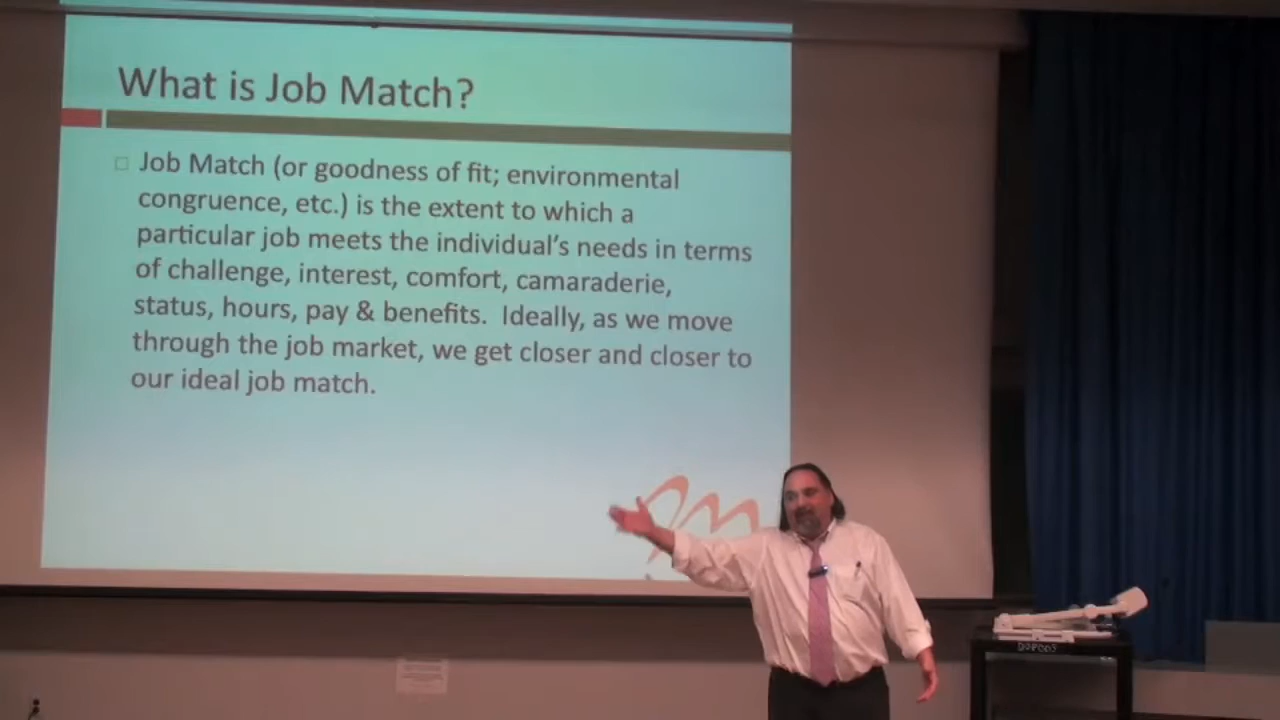 What is Job Match?
Job Match (or goodness of fit; environmental
congruence, etc.) is the extent to which a
particular job meets the individual's needs in terms
of challenge, interest, comfort, camaraderie,
status, hours, pay & benefits.  Ideally, as we move
through the job market, we get closer and closer to
our ideal job match.